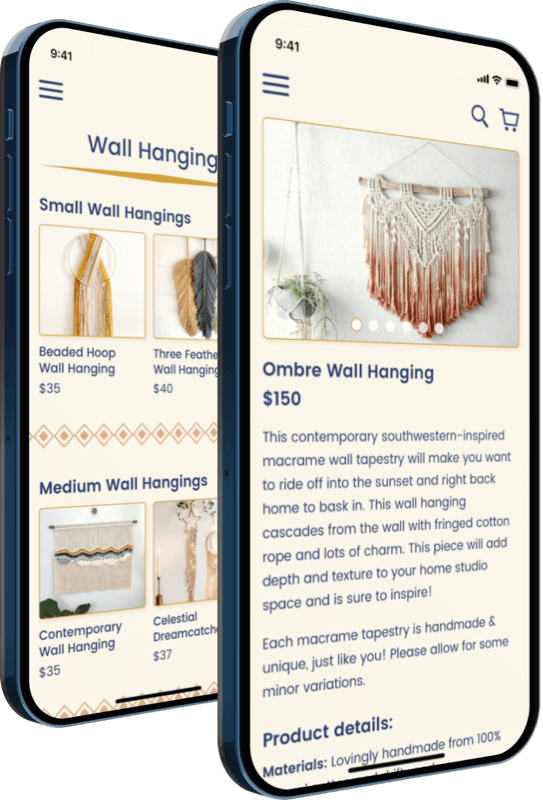 9:41
Wall Hanging
Small Wall Hangings
Beaded Hoop
Wall Hanging
$35
Three Feathe
Wall Hanging
$40
Medium Wall Hangings
Contemporary
Wall Hanging
$35
Celestial
Dreamcatche
$37
9:41
Ombre Wall Hanging
$150
This contemporary southwestern-inspired
macrame wall tapestry will make you want
to ride off into the sunset and right back
home to bask in. This wall hanging
cascades from the wall with fringed cotton
rope and lots of charm. This piece will add
depth and texture to your home studio
space and is sure to inspire!
Each macrame tapestry is handmade &
unique, just like you! Please allow for some
minor variations.
Product details:
Materials: Lovingly handmade from 100%